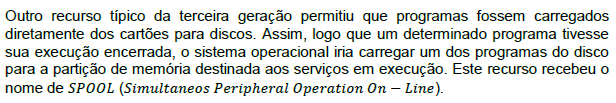 Outro recurso típico da terceira geração permitiu que programas fossem carregados
diretamente dos cartões para discos. Assim, logo que um determinado programa tivesse
sua execução encerrada, o sistema operacional iria carregar um dos programas do disco
para a partição de memória destinada aos serviços em execução. Este recurso recebeu o
nome de SPOOL (Simultaneos Peripheral Operation On − Line).